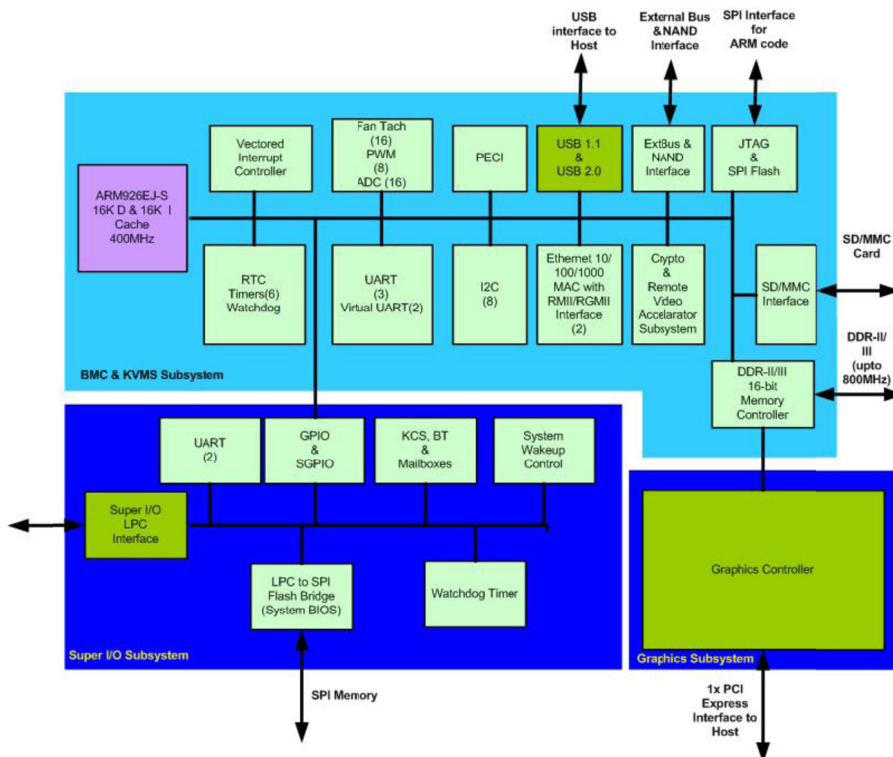 USB
interface to
Host
External Bus
&NAND
Interface
SPI Interface
for
ARM code
Vectored
Interrupt
Controller
Fan Tach
(16)
PWM
(8)
ADC (16)
PECI
USB 1.1
&
USB 2.0
ExtBus &
NAND
Interface
JTAG
&
SPI Flash
ARM926EJ-S
16K D & 16K I
Cache
400MHz
RTC
Timers(6)
Watchdog
UART
(3)
Virtual UART(2)
I2C
(8)
Ethernet 10/
100/1000
MAC with
RMII/RGMII
Interface
(2)
Crypto
&
Remote
Video
Accelarator
Subsystem
SD/MMC
Interface
SD/MMC
Card
BMC & KVMS Subsystem
DDR-II/III
16-bit
Memory
Controller
DDR-II/
III
(upto
800MHz)
UART
(2)
GPIO
&
SGPIO
KCS, BT
&
Mailboxes
System
Wakeup
Control
Super I/O
LPC
Interface
LPC to SPI
Flash Bridge
(System BIOS)
Watchdog Timer
Super I/O Subsystem
SPI Memory
Graphics Controller
Graphics Subsystem
1x PCI
Express
Interface to
Host